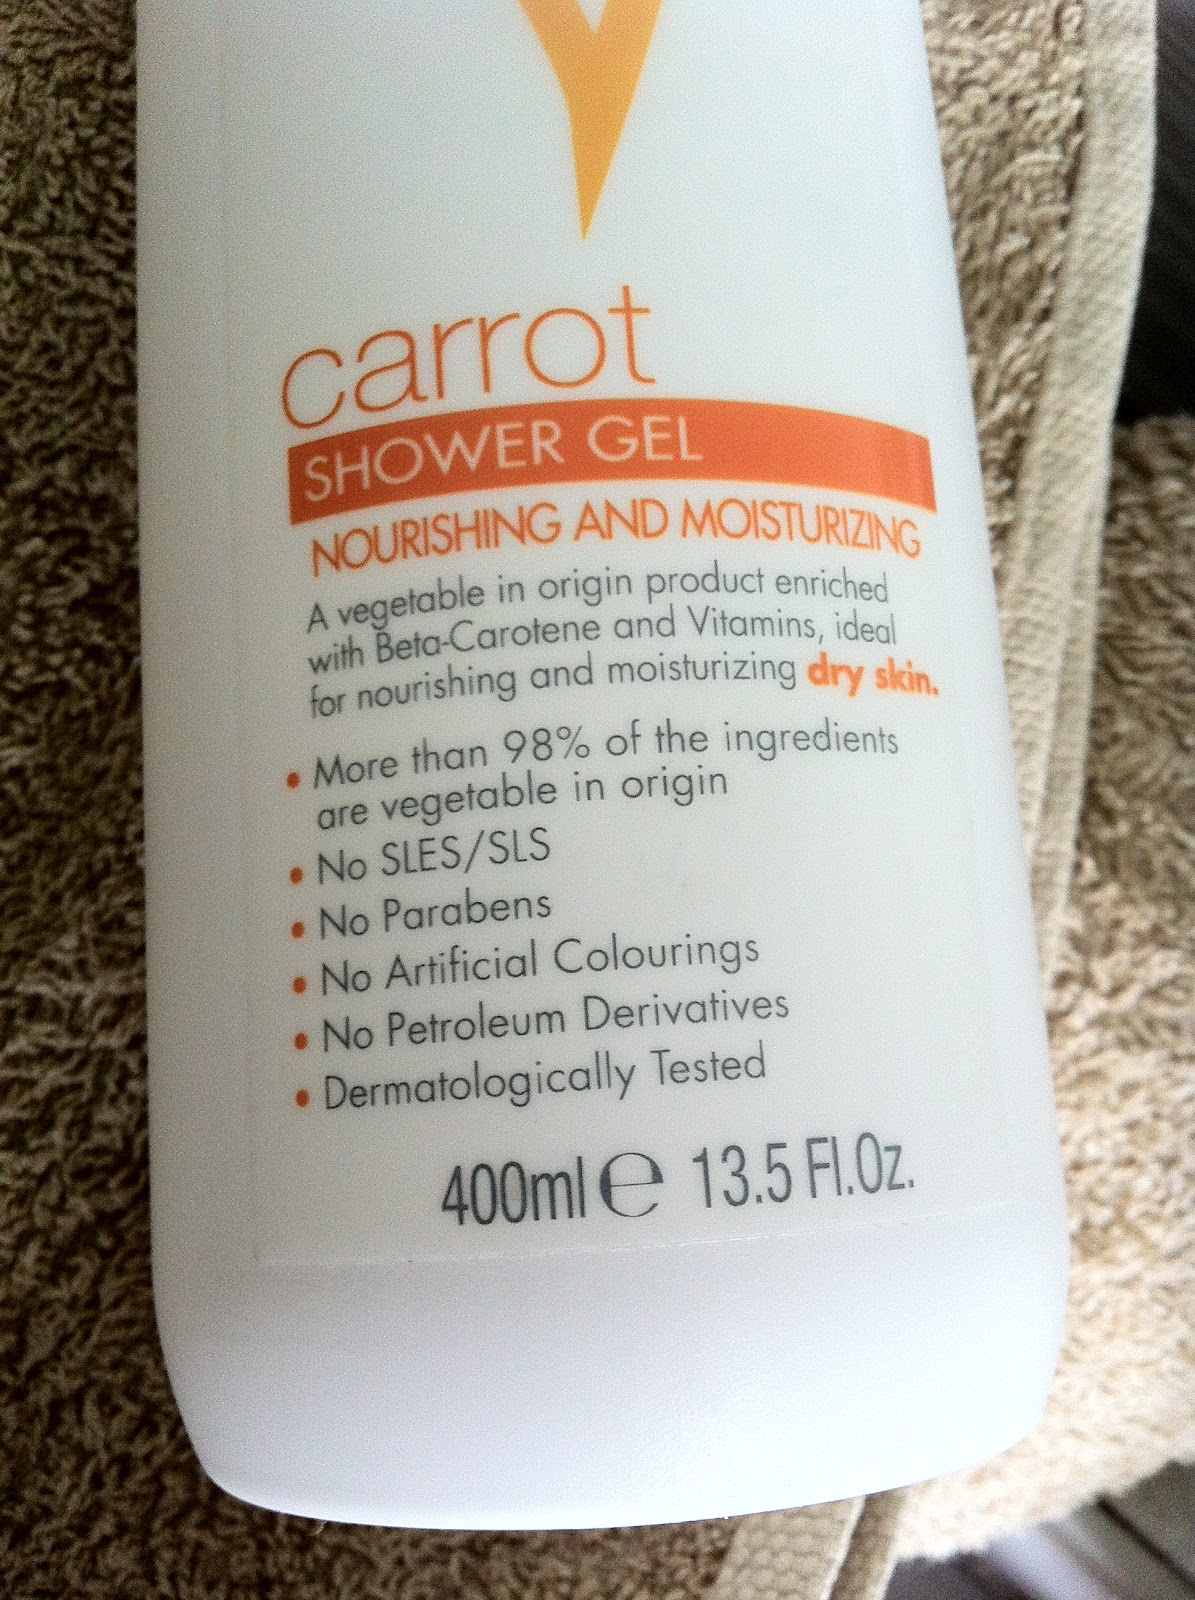 carrot
SHOWER GEL
NOURISHING AND MOISTURIZING
A vegetable in origin product enriched
with Beta-Carotene and Vitamins, ideal
for nourishing and moisturizing dry skin.
• More than 98% of the ingredients
are vegetable in origin
• No SLES/SLS
• No Parabens
• No Artificial Colourings
• No Petroleum Derivatives
• Dermatologically Tested
400ml ℮ 13.5 Fl.Oz.